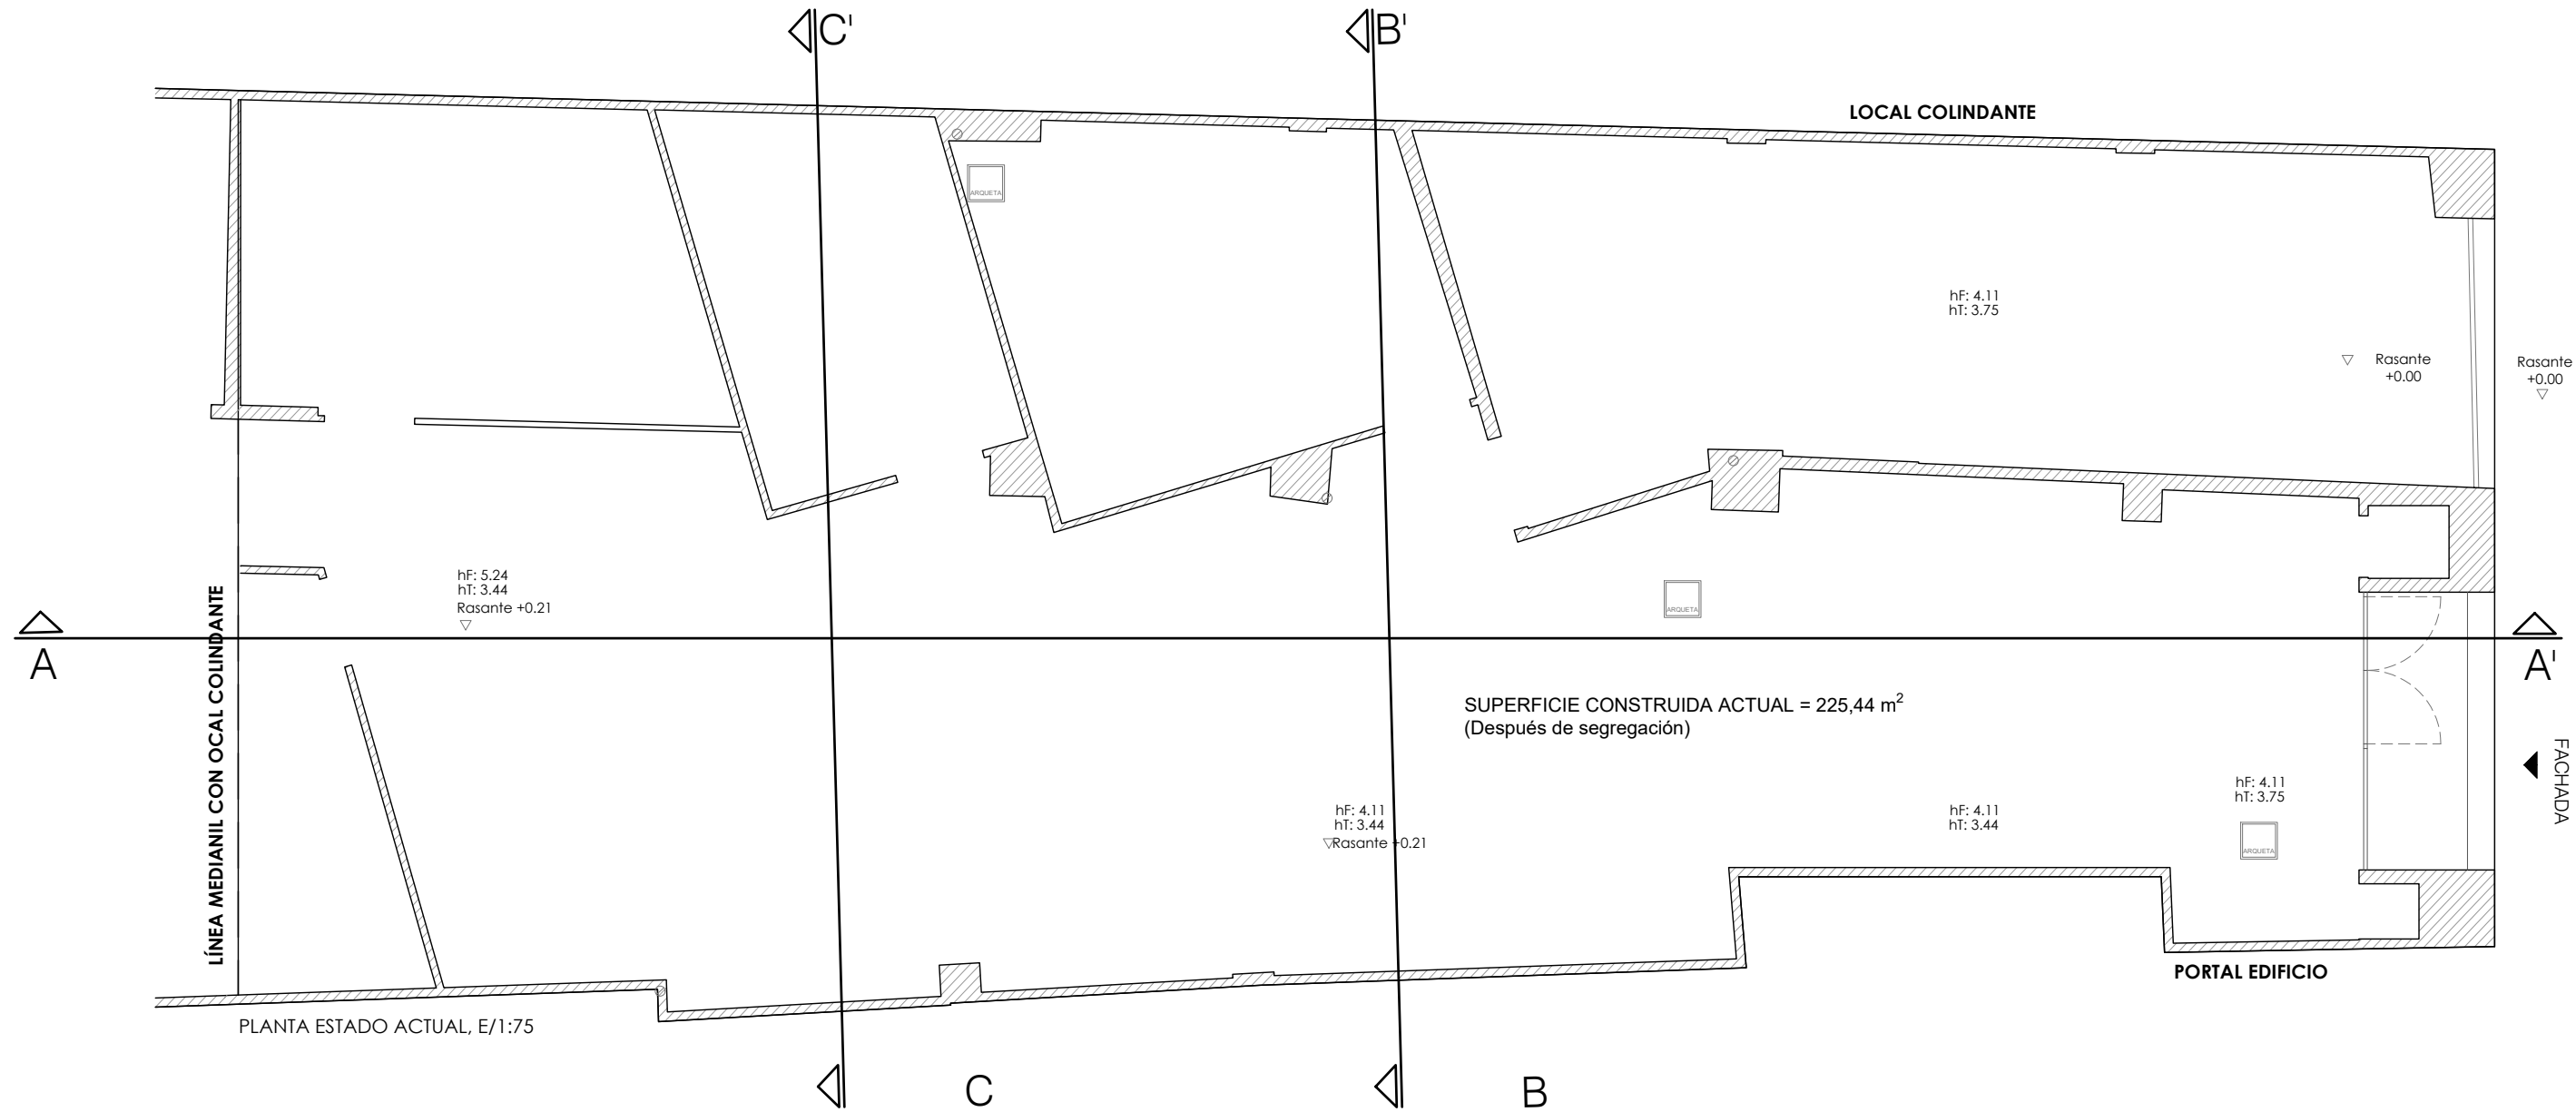 C'
B'
LOCAL COLINDANTE
ARQUETA
hF: 4.11
hT: 3.75
Rasante
+0.00
Rasante
+0.00
hF: 5.24
hT: 3.44
Rasante +0.21
ARQUETA
A
A'
LÍNEA MEDIANIL CON OCAL COLINDANTE
SUPERFICIE CONSTRUIDA ACTUAL = 225,44 m²
(Después de segregación)
FACHADA
hF: 4.11
hT: 3.75
hF: 4.11
hT: 3.44
Rasante +0.21
hF: 4.11
hT: 3.44
ARQUETA
PORTAL EDIFICIO
PLANTA ESTADO ACTUAL, E/1:75
C
B